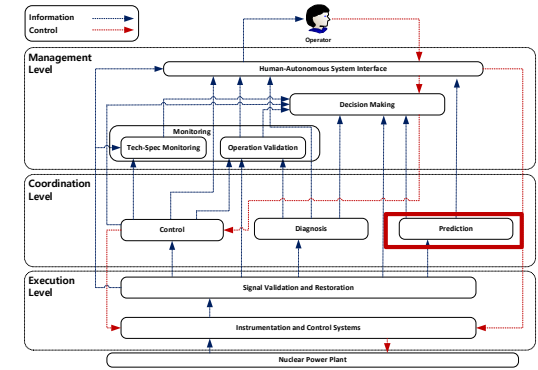 Information
Control
Operator
Management
Level
Human-Autonomous System Interface
Decision Making
Monitoring
Tech-Spec Monitoring
Operation Validation
Coordination
Level
Control
Diagnosis
Prediction
Execution
Level
Signal Validation and Restoration
Instrumentation and Control Systems
Nuclear Power Plant